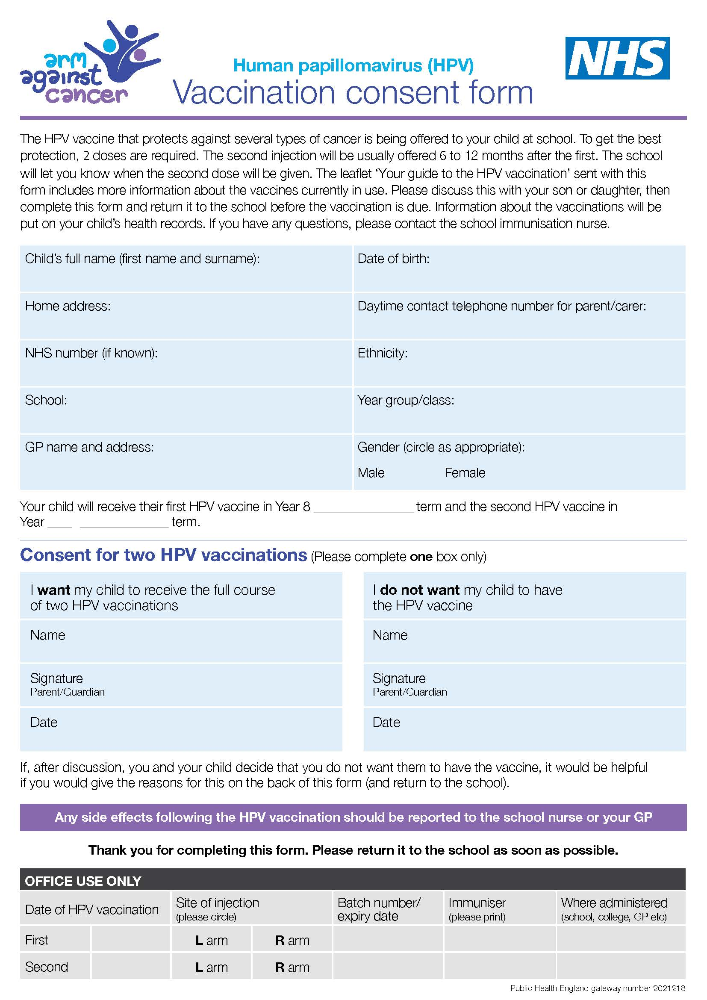 arm
against
cancer
Human papillomavirus (HPV)
Vaccination consent form
NHS
The HPV vaccine that protects against several types of cancer is being offered to your child at school. To get the best
protection, 2 doses are required. The second injection will be usually offered 6 to 12 months after the first. The school
will let you know when the second dose will be given. The leaflet ‘Your guide to the HPV vaccination’ sent with this
form includes more information about the vaccines currently in use. Please discuss this with your son or daughter, then
complete this form and return it to the school before the vaccination is due. Information about the vaccinations will be
put on your child’s health records. If you have any questions, please contact the school immunisation nurse.
Child’s full name (first name and surname):
Date of birth:
Home address:
Daytime contact telephone number for parent/carer:
NHS number (if known):
Ethnicity:
School:
Year group/class:
GP name and address:
Gender (circle as appropriate):
Male Female
Your child will receive their first HPV vaccine in Year 8 ______________ term and the second HPV vaccine in
Year ____ ____________ term.
Consent for two HPV vaccinations (Please complete one box only)
I want my child to receive the full course
of two HPV vaccinations
Name
Signature
Parent/Guardian
Date
I do not want my child to have
the HPV vaccine
Name
Signature
Parent/Guardian
Date
If, after discussion, you and your child decide that you do not want them to have the vaccine, it would be helpful
if you would give the reasons for this on the back of this form (and return to the school).
Any side effects following the HPV vaccination should be reported to the school nurse or your GP
Thank you for completing this form. Please return it to the school as soon as possible.
OFFICE USE ONLY
Date of HPV vaccination
Site of injection
(please circle)
Batch number/
expiry date
Immuniser
(please print)
Where administered
(school, college, GP etc)
First L arm R arm
Second L arm R arm
Public Health England gateway number 2021218